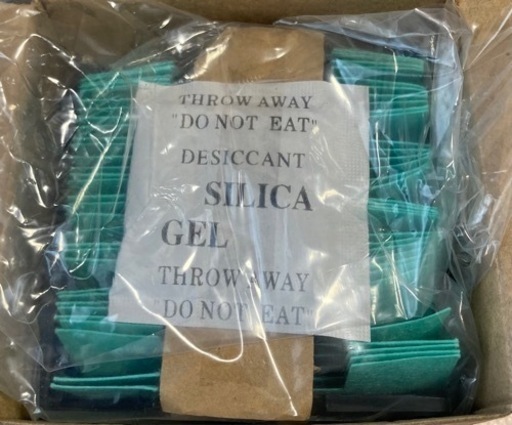 THROW AWAY
"DO NOT EAT"
DESICCANT
SILICA
GEL
THROW AWAY
"DO NOT EAT"